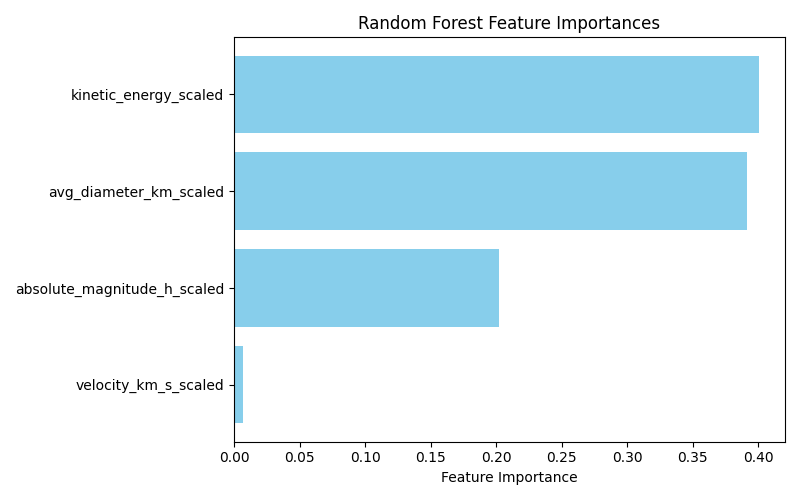 Random Forest Feature Importances
kinetic_energy_scaled
avg_diameter_km_scaled
absolute_magnitude_h_scaled
velocity_km_s_scaled
0.00 0.05 0.10 0.15 0.20 0.25 0.30 0.35 0.40
Feature Importance